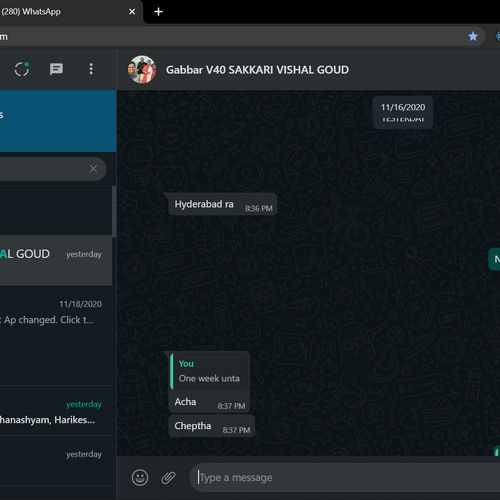 (280) WhatsApp
m
Gabbar V40 SAKKARI VISHAL GOUD
s
11/16/2020
YESTERDAY
Hyderabad ra
8:36 PM
AL GOUD yesterday
N
11/18/2020
t Ap changed. Click t...
You
One week unta
Acha
8:37 PM
yesterday
hanashyam, Harikes...
Cheptha
8:37 PM
yesterday
Type a message